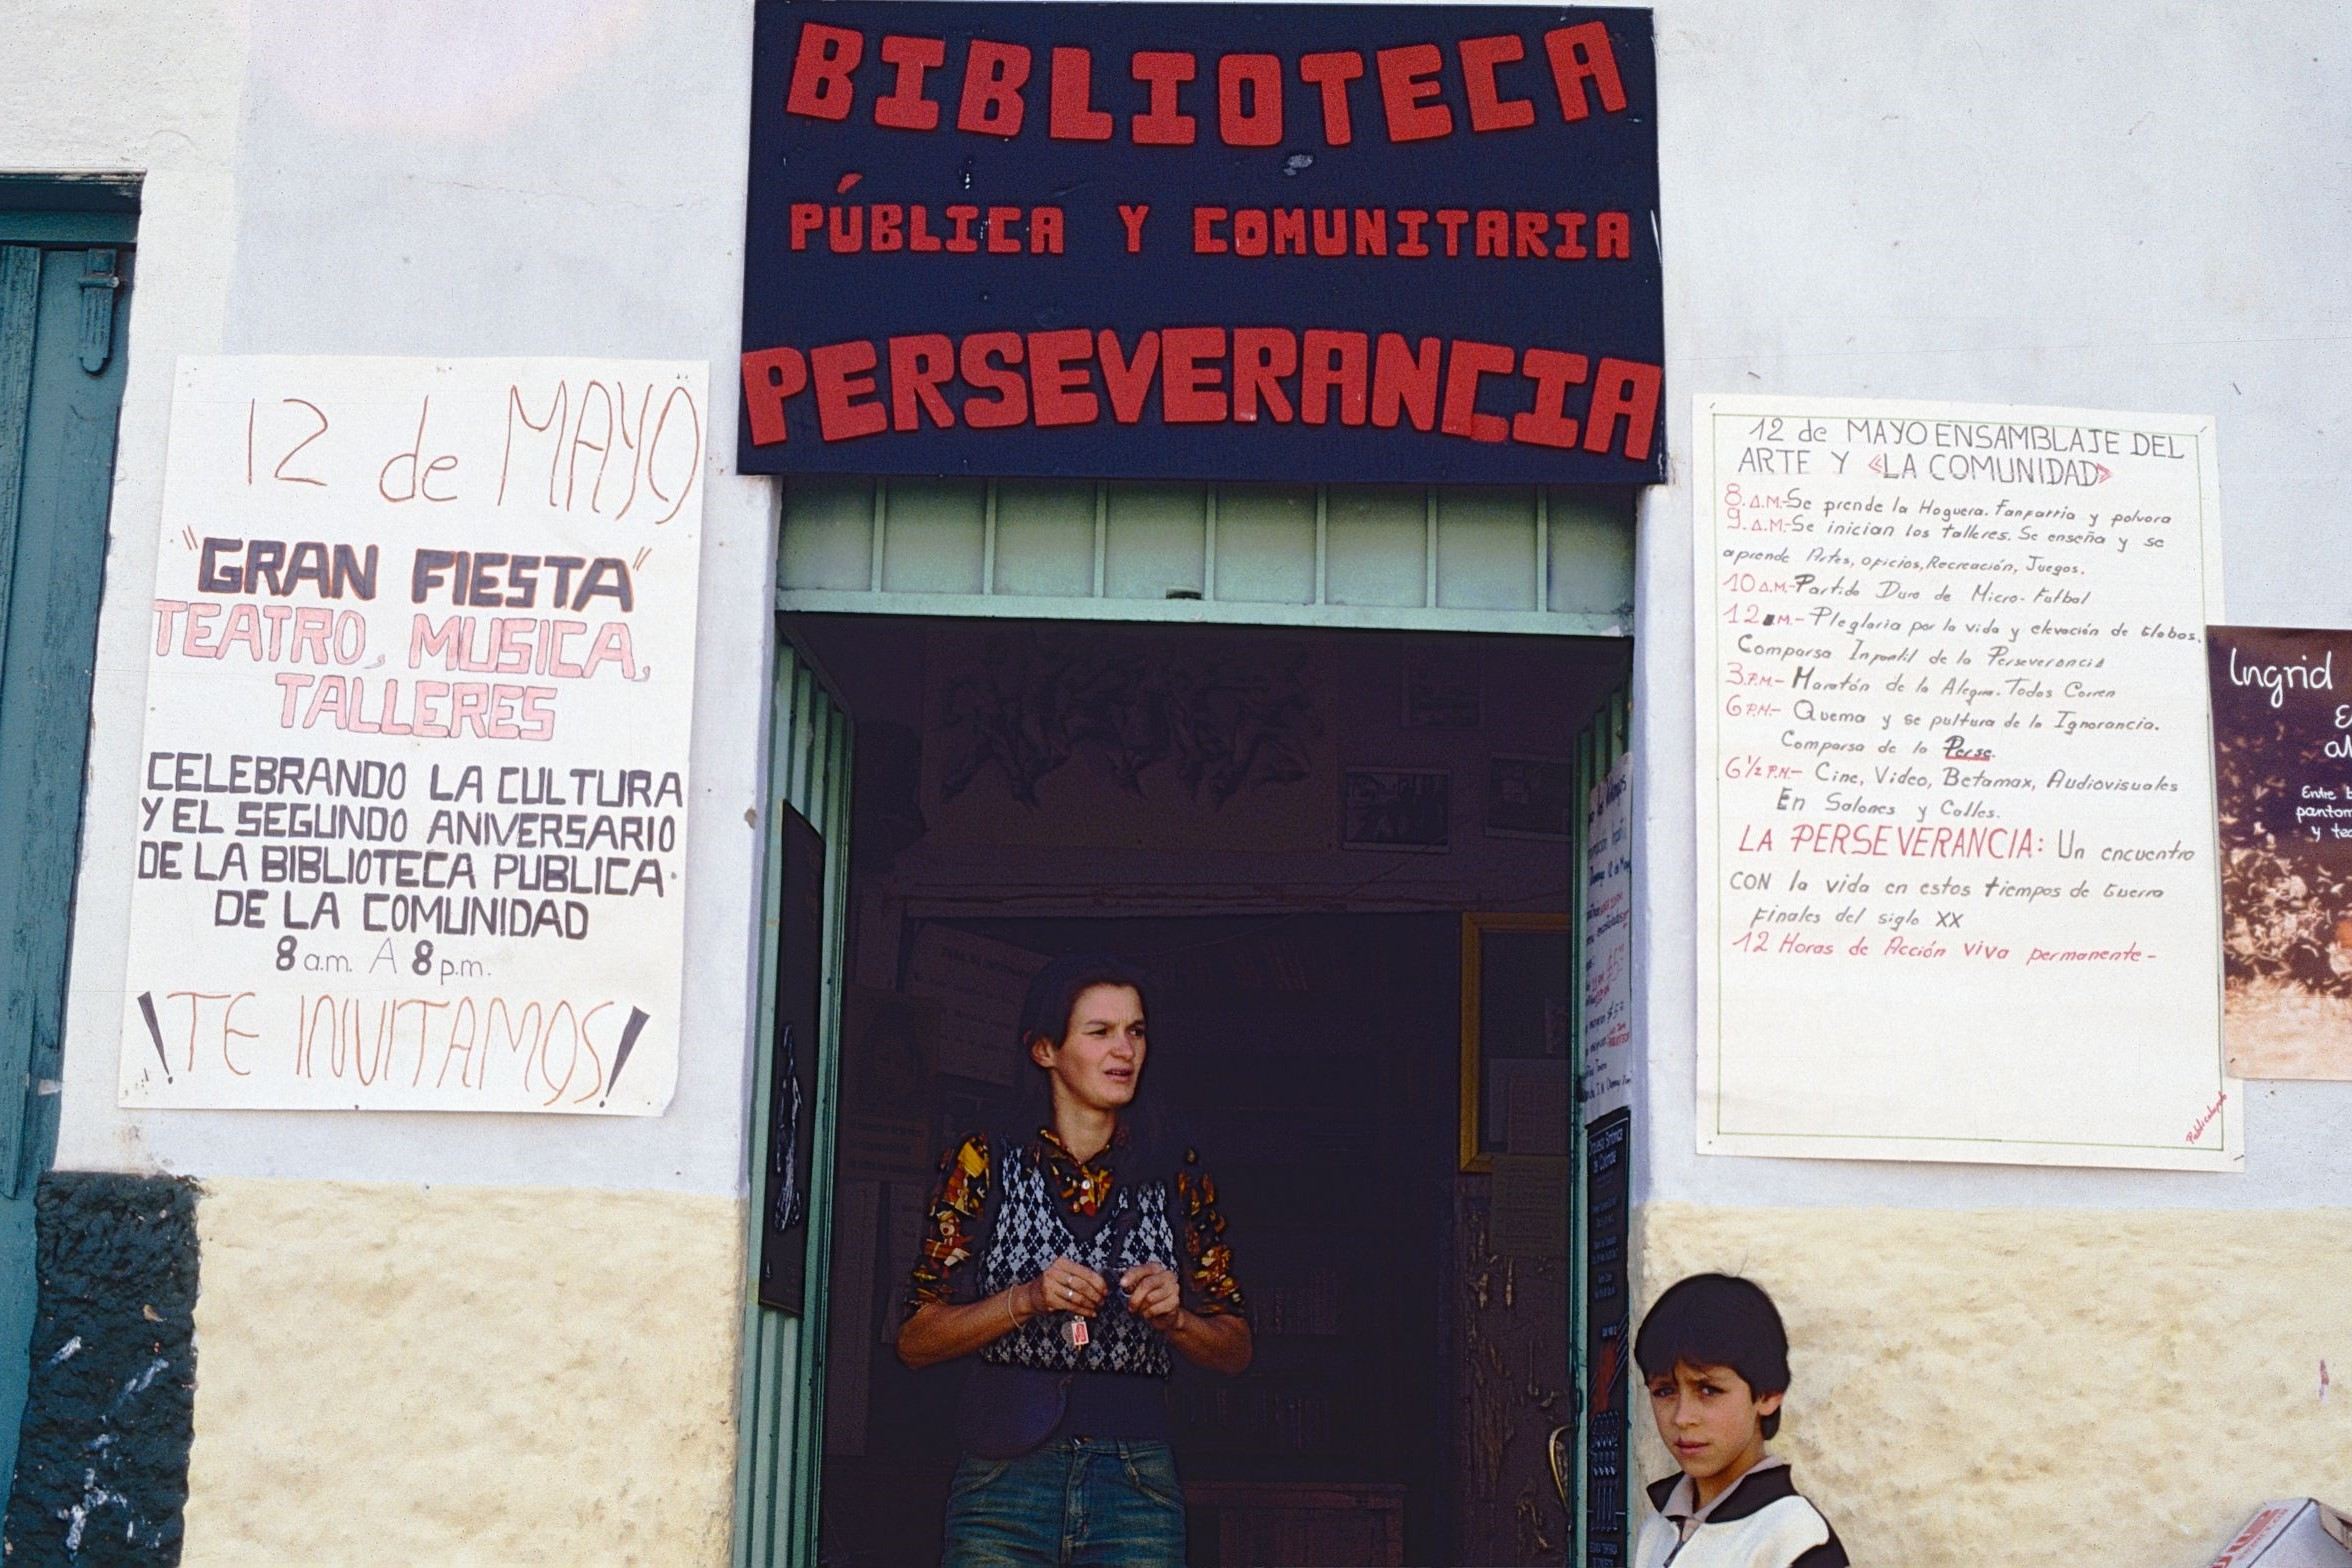 BIBLIOTECA
PÚBLICA Y COMUNITARIA
PERSEVERANCIA
12 de MAYO
"GRAN FIESTA"
TEATRO, MUSICA,
TALLERES
CELEBRANDO LA CULTURA
Y EL SEGUNDO ANIVERSARIO
DE LA BIBLIOTECA PUBLICA
DE LA COMUNIDAD
8 a.m. A 8 p.m.
!TE INVITAMOS!
12 de MAYO ENSAMBLAJE DEL
ARTE Y «LA COMUNIDAD»
8. A.M.-Se prende la Hoguera. Fanfarria y polvora
9. A.M.-Se inician los talleres. Se enseña y se
aprende Artes, oficios, Recreación, Juegos.
10 A.M.-Partido Duro de Micro-Futbol
12 M.-Plegloria por la vida y elevación de Globos.
Comparsa Infantil de la Perseverancia
3.P.M.-Maratón de la Alegria. Todos Corren
6 P.M.- Quema y se pultura de la Ignorancia.
Comparsa de la Perse.
6 1/2 P.M.- Cine, Video, Betamax, Audiovisuales
En Salones y Calles.
LA PERSEVERANCIA: Un encuentro
CON la vida en estos tiempos de Guerra
Finales del siglo XX
12 Horas de Acción viva permanente-
Ingrid
Entre
y